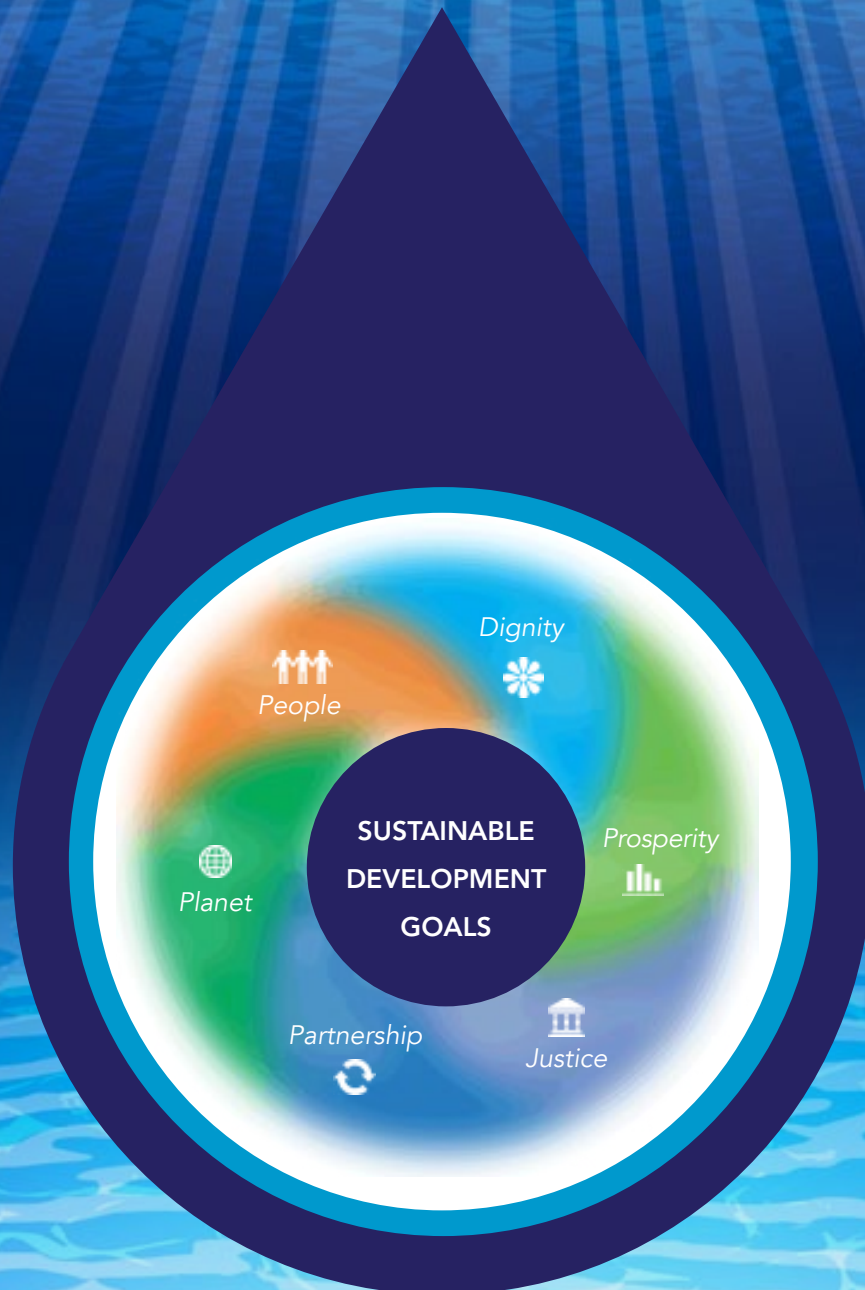 Dignity
People
Prosperity
Planet
SUSTAINABLE
DEVELOPMENT
GOALS
Partnership
Justice